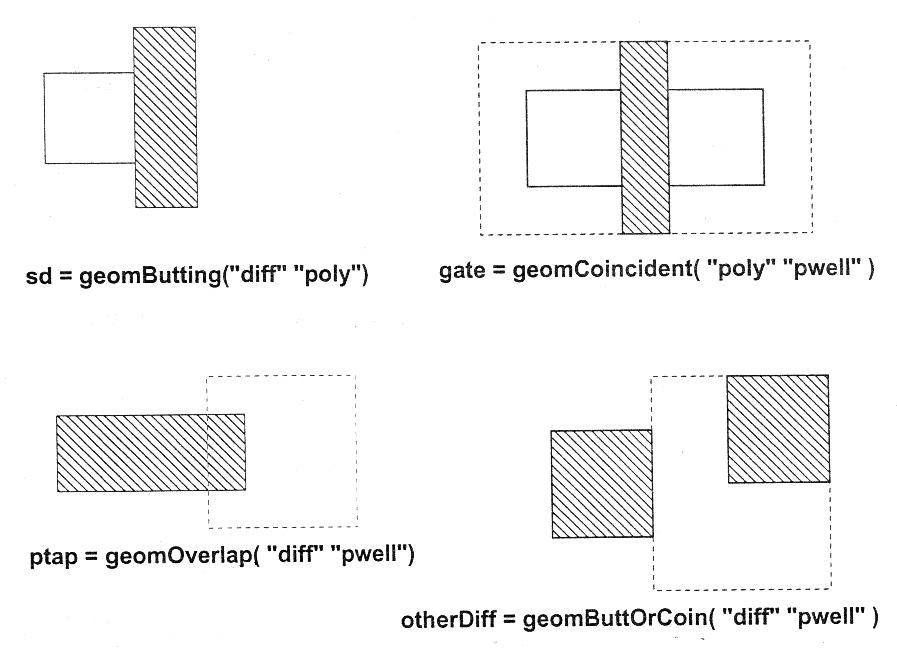 sd = geomButting("diff" "poly")
gate = geomCoincident( "poly" "pwell" )
ptap = geomOverlap( "diff" "pwell")
otherDiff = geomButtOrCoin( "diff" "pwell" )